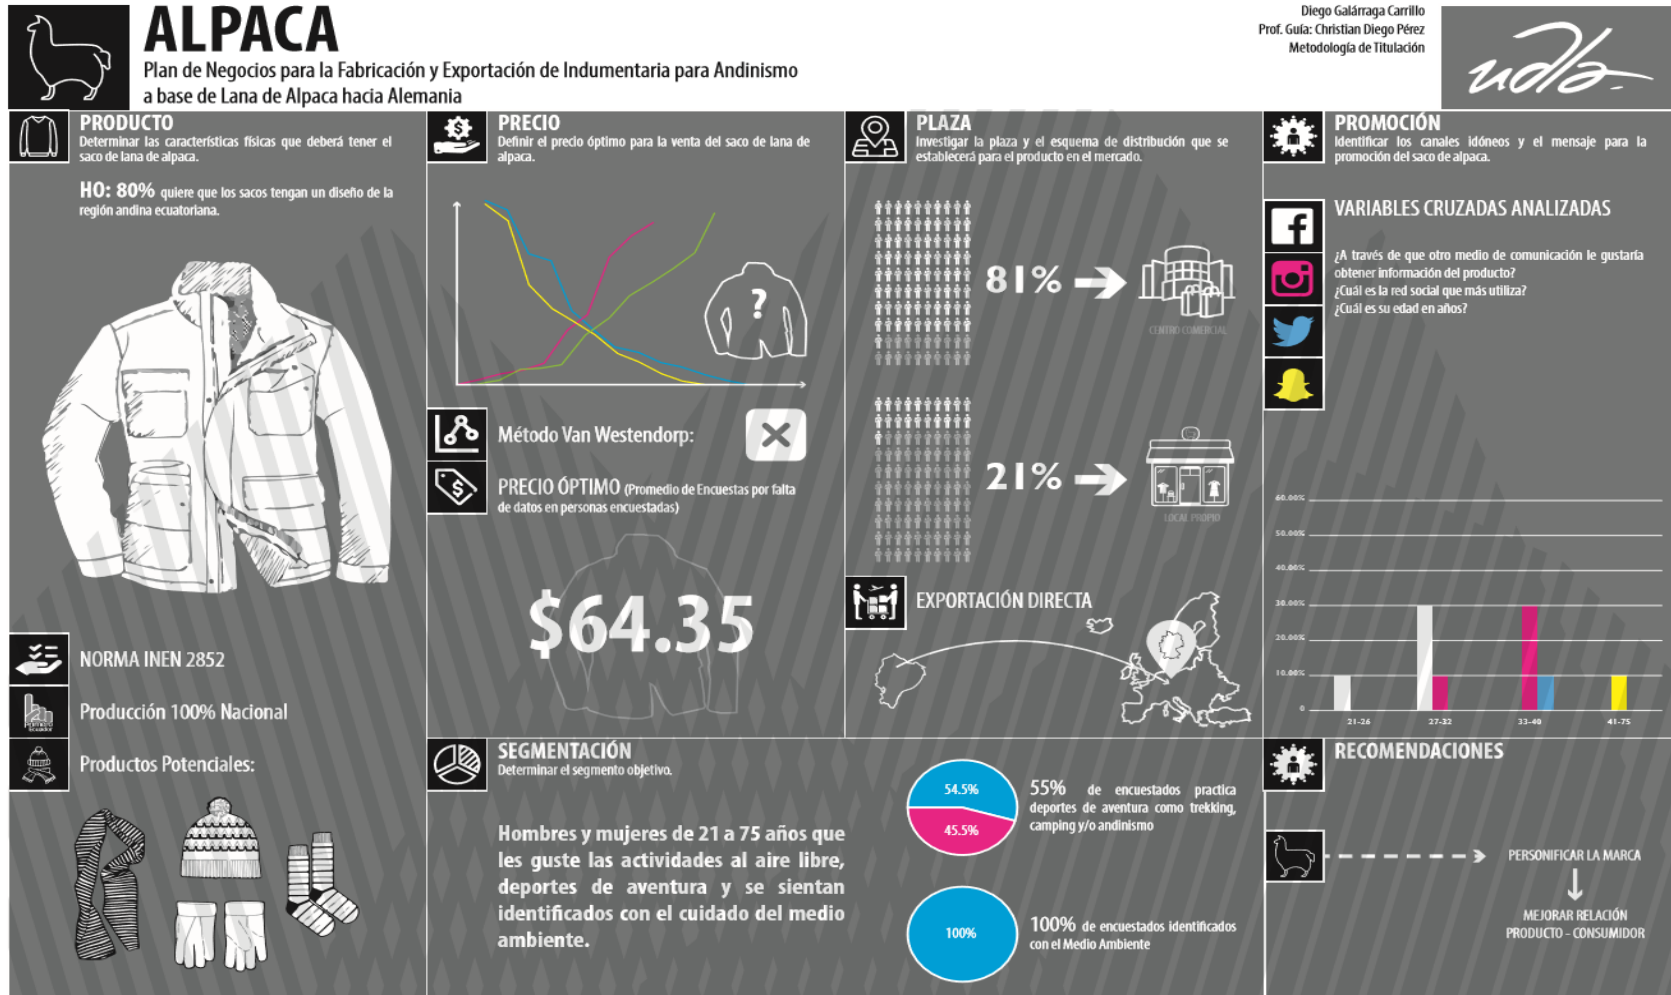 ALPACA
Plan de Negocios para la Fabricación y Exportación de Indumentaria para Andinismo
a base de Lana de Alpaca hacia Alemania
Diego Galárraga Carrillo
Prof. Guía: Christian Diego Pérez
Metodología de Titulación
udla-
PRODUCTO
Determinar las características físicas que deberá tener el
saco de lana de alpaca.
HO: 80% quiere que los sacos tengan un diseño de la
región andina ecuatoriana.
NORMA INEN 2852
Producción 100% Nacional
Productos Potenciales:
PRECIO
Definir el precio óptimo para la venta del saco de lana de
alpaca.
?
Método Van Westendorp:
PRECIO ÓPTIMO (Promedio de Encuestas por falta
de datos en personas encuestadas)
$64.35
PLAZA
Investigar la plaza y el esquema de distribución que se
establecerá para el producto en el mercado.
81%
CENTRO COMERCIAL
21%
LOCAL PROPIO
EXPORTACIÓN DIRECTA
PROMOCIÓN
Identificar los canales idóneos y el mensaje para la
promoción del saco de alpaca.
VARIABLES CRUZADAS ANALIZADAS
¿A través de que otro medio de comunicación le gustaría
obtener información del producto?
¿Cuál es la red social que más utiliza?
¿Cuál es su edad en años?
60.00%
50.00%
40.00%
30.00%
20.00%
10.00%
0
21-26
27-32
33-40
41-75
SEGMENTACIÓN
Determinar el segmento objetivo.
Hombres y mujeres de 21 a 75 años que
les guste las actividades al aire libre,
deportes de aventura y se sientan
identificados con el cuidado del medio
ambiente.
54.5%
45.5%
55% de encuestados practica
deportes de aventura como trekking,
camping y/o andinismo
100%
100% de encuestados identificados
con el Medio Ambiente
RECOMENDACIONES
PERSONIFICAR LA MARCA
MEJORAR RELACIÓN
PRODUCTO - CONSUMIDOR